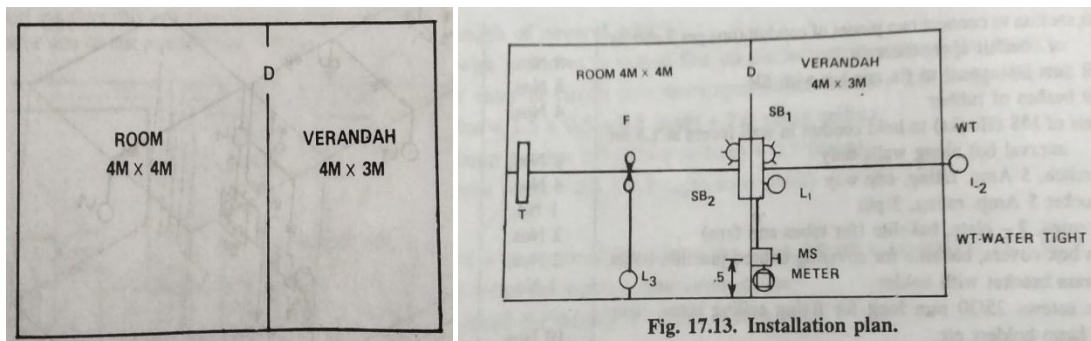 D
ROOM
4M × 4M
VERANDAH
4M × 3M
ROOM 4M × 4M
D
VERANDAH
4M × 3M
F
SB₁
WT
T
SB₂
L₁
L₂
L₃
.5
MS
METER
WT-WATER TIGHT
Fig. 17.13. Installation plan.